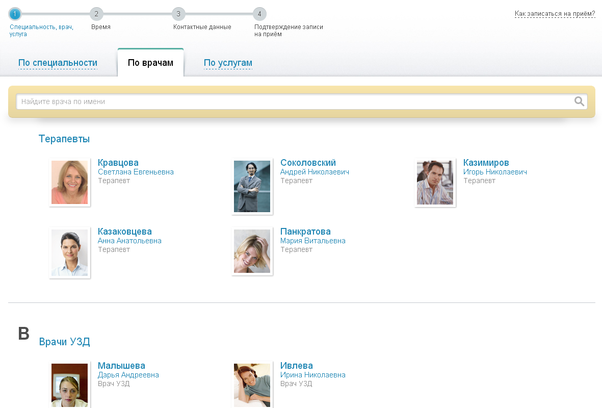 1 2 3 4
Специальность, врач, услуга
Время
Контактные данные
Подтверждение записи на приём
Как записаться на приём?
По специальности
По врачам
По услугам
Найдите врача по имени
Терапевты
Кравцова
Светлана Евгеньевна
Терапевт
Соколовский
Андрей Николаевич
Терапевт
Казимиров
Игорь Николаевич
Терапевт
Казаковцева
Анна Анатольевна
Терапевт
Панкратова
Мария Витальевна
Терапевт
В
Врачи УЗД
Малышева
Дарья Андреевна
Врач УЗД
Ивлева
Ирина Николаевна
Врач УЗД